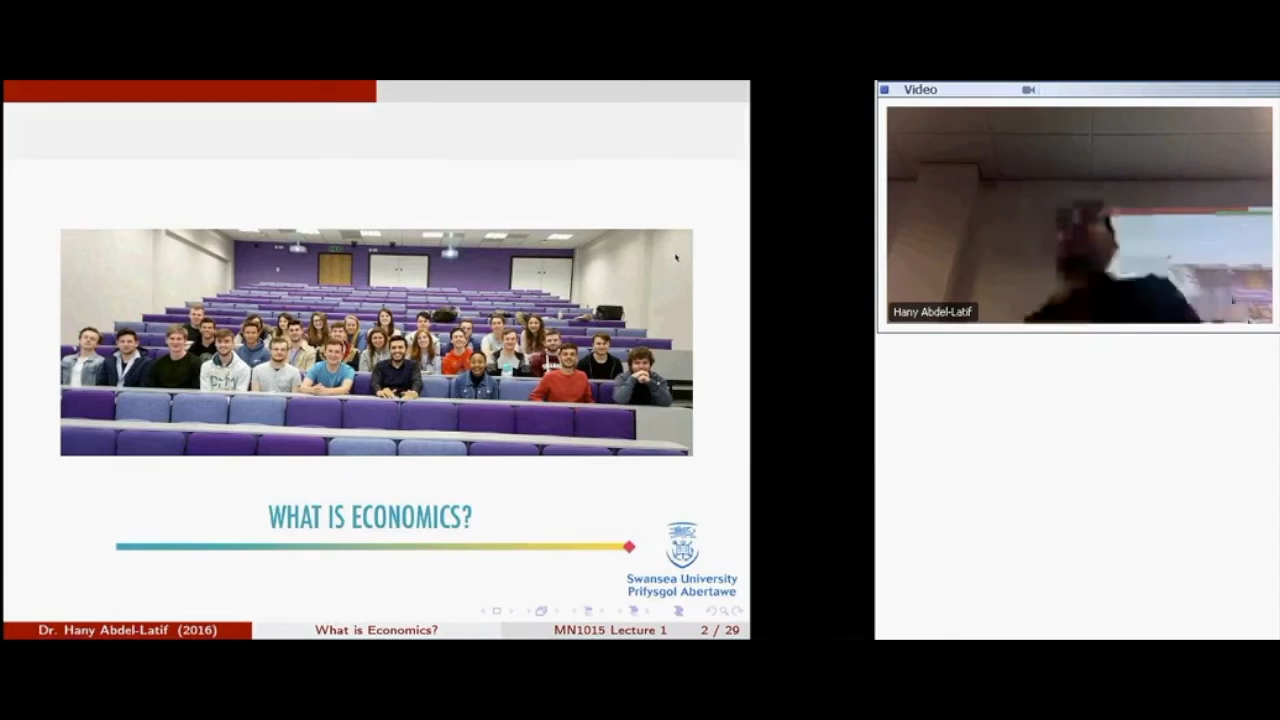 WHAT IS ECONOMICS?
Swansea University
Prifysgol Abertawe
Dr. Hany Abdel-Latif (2016)
What is Economics?
MN1015 Lecture 1
2 / 29
Video
Hany Abdel-Latif